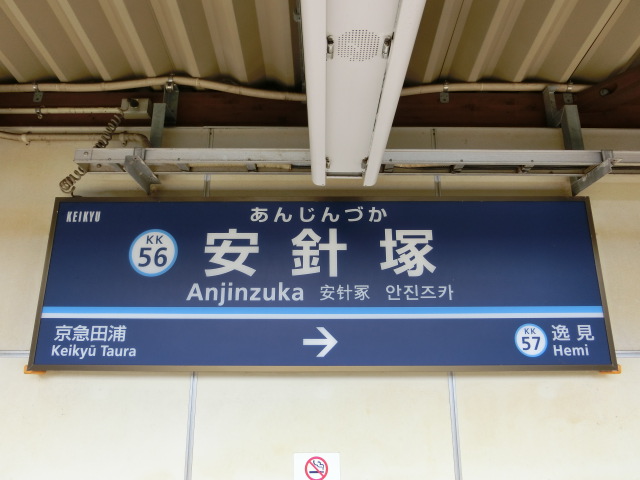 KEIKYU
あんじんづか
KK
56
安針塚
Anjinzuka 安针冢 안진즈카
京急田浦
Keikyū Taura
→
KK
57
逸見
Hemi